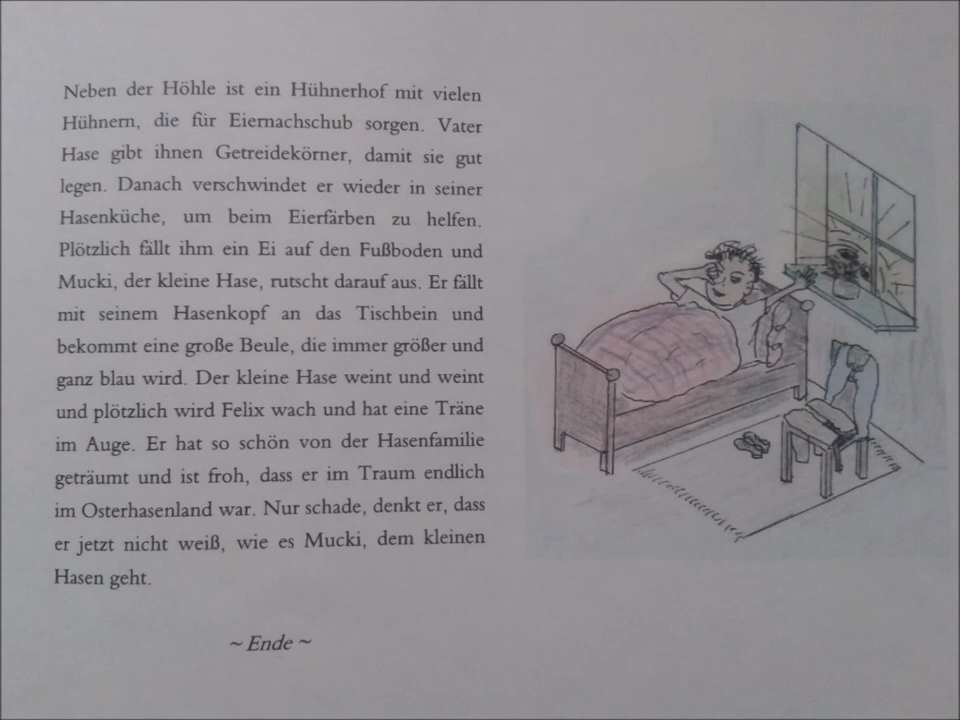 Neben der Höhle ist ein Hühnerhof mit vielen
Hühnern, die für Eiernachschub sorgen. Vater
Hase gibt ihnen Getreidekörner, damit sie gut
legen. Danach verschwindet er wieder in seiner
Hasenküche, um beim Eierfärben zu helfen.
Plötzlich fällt ihm ein Ei auf den Fußboden und
Mucki, der kleine Hase, rutscht darauf aus. Er fällt
mit seinem Hasenkopf an das Tischbein und
bekommt eine große Beule, die immer größer und
ganz blau wird. Der kleine Hase weint und weint
und plötzlich wird Felix wach und hat eine Träne
im Auge. Er hat so schön von der Hasenfamilie
geträumt und ist froh, dass er im Traum endlich
im Osterhasenland war. Nur schade, denkt er, dass
er jetzt nicht weiß, wie es Mucki, dem kleinen
Hasen geht.
~ Ende ~